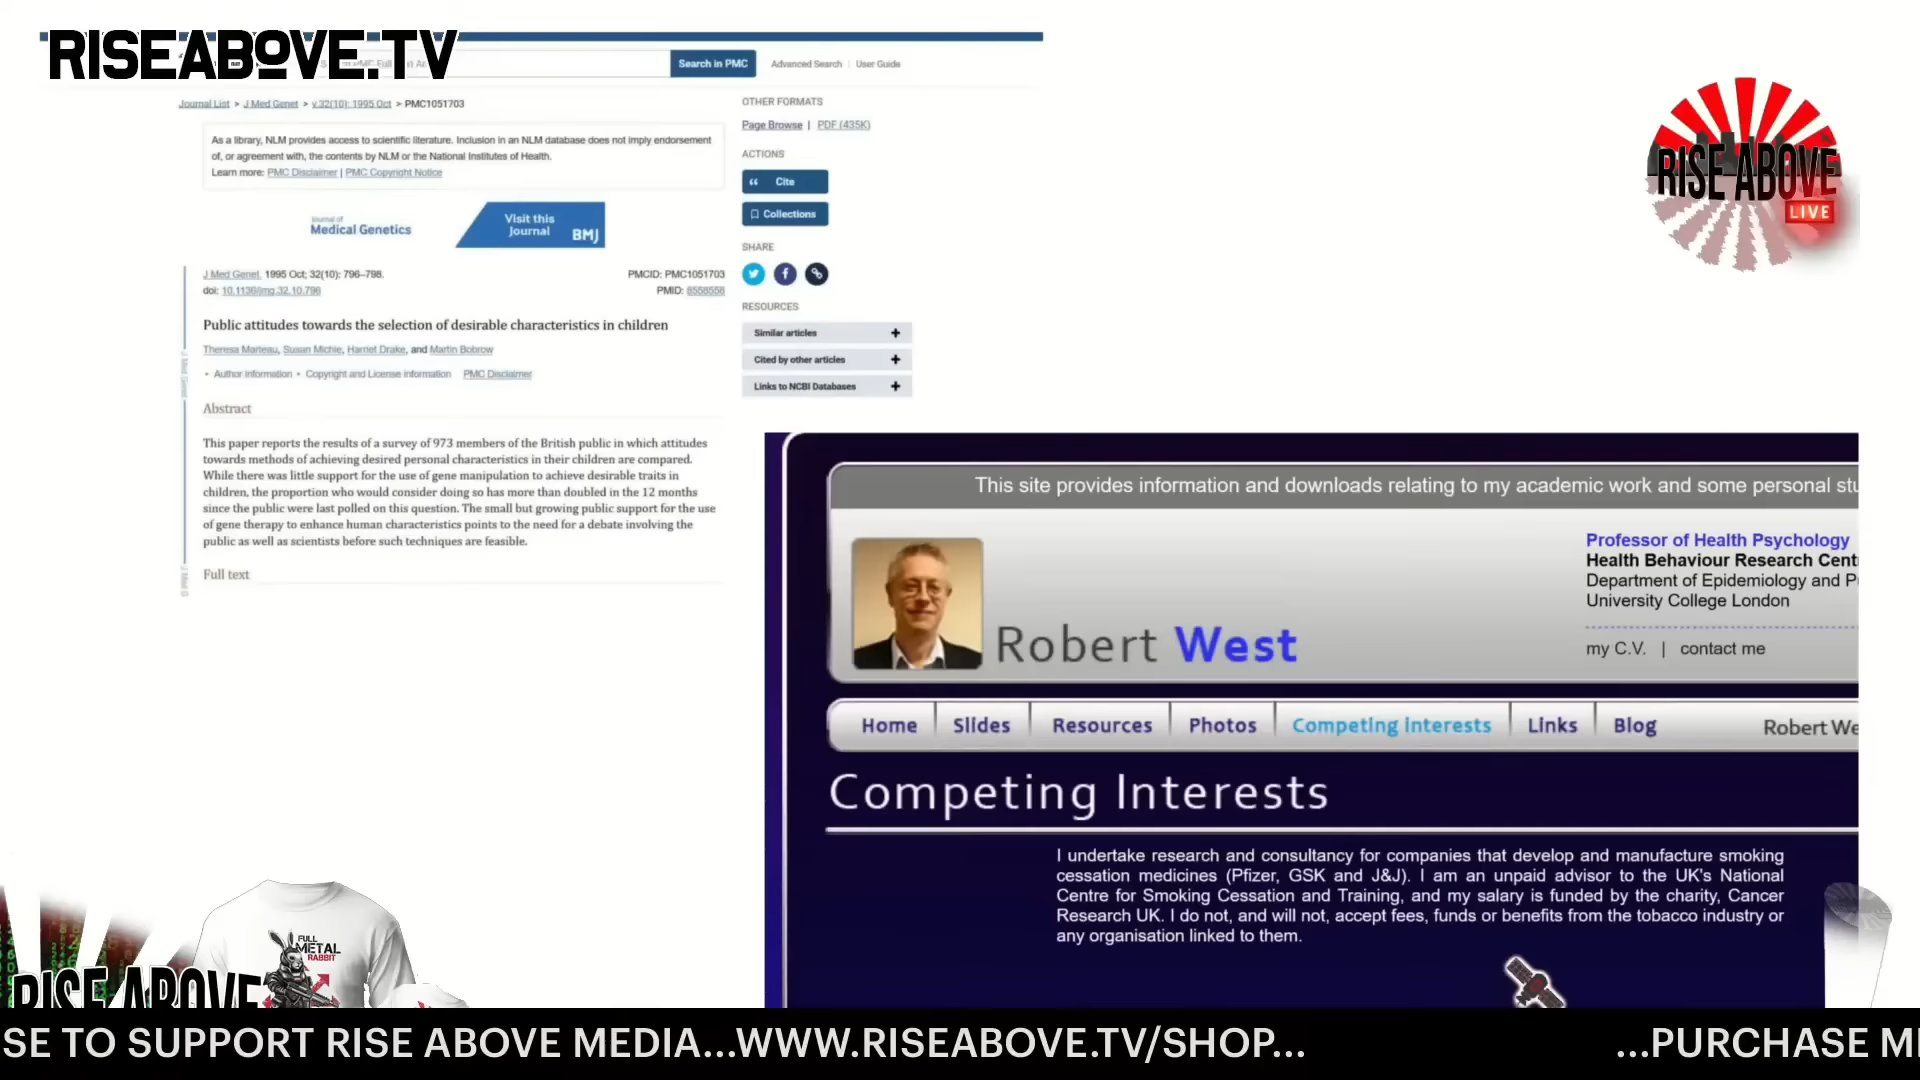 RISEABOVE.TV
Search in PMC
Advanced Search
User Guide
Journal List > J Med Genet > v.32(10); 1995 Oct > PMC1051703
As a library, NLM provides access to scientific literature. Inclusion in an NLM database does not imply endorsement
of, or agreement with, the contents by NLM or the National Institutes of Health.
Learn more: PMC Disclaimer | PMC Copyright Notice
Journal of
Medical Genetics
Visit this
Journal
BMJ
J Med Genet. 1995 Oct; 32(10): 796–798.
PMCID: PMC1051703
doi: 10.1136/jmg.32.10.796
PMID: 8558556
Public attitudes towards the selection of desirable characteristics in children
Theresa Marteau, Susan Michie, Harriet Drake, and Martin Bobrow
Author information
Copyright and License information
PMC Disclaimer
Abstract
This paper reports the results of a survey of 973 members of the British public in which attitudes
towards methods of achieving desired personal characteristics in their children are compared.
While there was little support for the use of gene manipulation to achieve desirable traits in
children, the proportion who would consider doing so has more than doubled in the 12 months
since the public were last polled on this question. The small but growing public support for the use
of gene therapy to enhance human characteristics points to the need for a debate involving the
public as well as scientists before such techniques are feasible.
Full text
OTHER FORMATS
Page Browse | PDF (435K)
ACTIONS
Cite
Collections
SHARE
RESOURCES
Similar articles
Cited by other articles
Links to NCBI Databases
RISE ABOVE
LIVE
This site provides information and downloads relating to my academic work and some personal stu
Professor of Health Psychology
Health Behaviour Research Cent
Department of Epidemiology and P
University College London
my C.V. | contact me
Robert West
Home
Slides
Resources
Photos
Competing Interests
Links
Blog
Robert We
Competing Interests
I undertake research and consultancy for companies that develop and manufacture smoking
cessation medicines (Pfizer, GSK and J&J). I am an unpaid advisor to the UK's National
Centre for Smoking Cessation and Training, and my salary is funded by the charity, Cancer
Research UK. I do not, and will not, accept fees, funds or benefits from the tobacco industry or
any organisation linked to them.
FULL
METAL
RABBIT
RISE ABOVE
SE TO SUPPORT RISE ABOVE MEDIA...WWW.RISEABOVE.TV/SHOP...
...PURCHASE ME